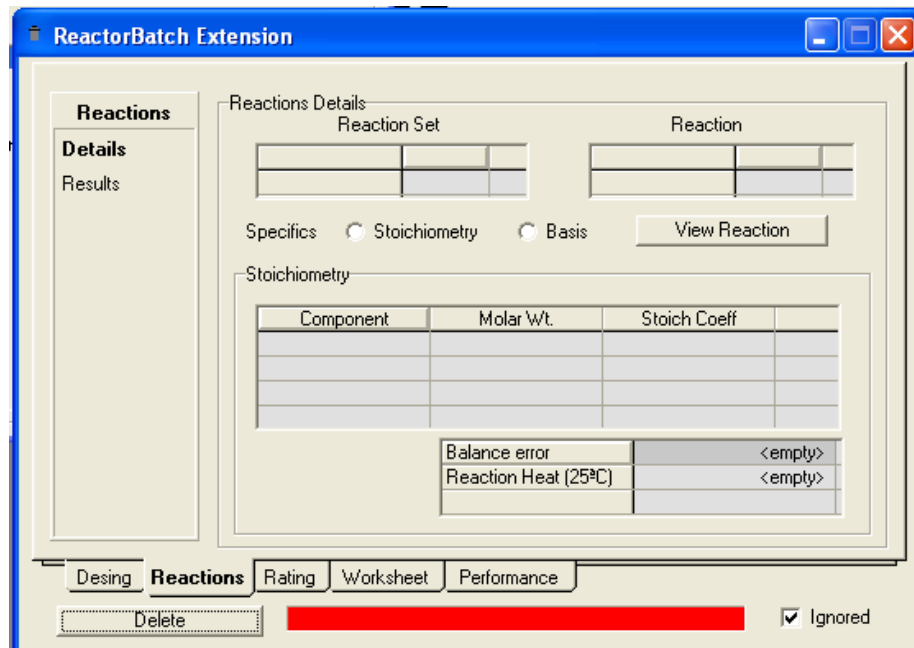 ReactorBatch Extension
Reactions
Details
Results
Reactions Details
Reaction Set
Reaction
Specifics
Stoichiometry
Basis
View Reaction
Stoichiometry
Component Molar Wt. Stoich Coeff
Balance error <empty>
Reaction Heat (25ºC) <empty>
Desing Reactions Rating Worksheet Performance
Delete
Ignored